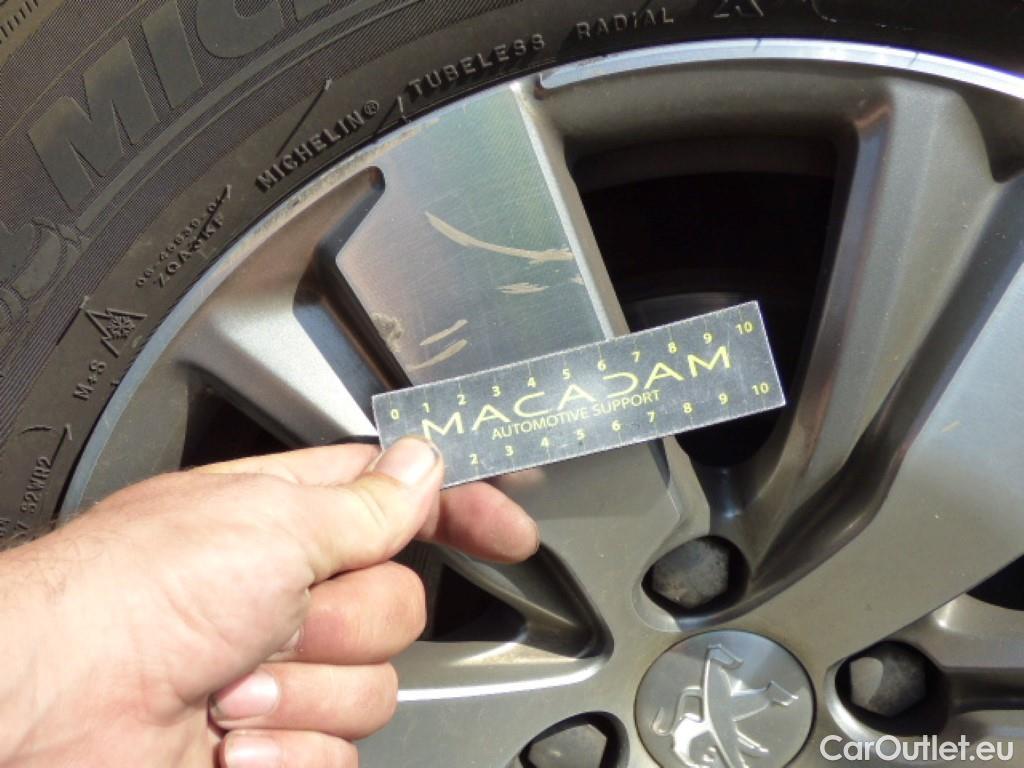 MIC
MICHELIN® TUBELESS RADIAL X
M+S
0 1 2 3 4 5 6 7 8 9 10
MACADAM
AUTOMOTIVE SUPPORT
2 3 4 5 6 7 8 9 10
CarOutlet.eu